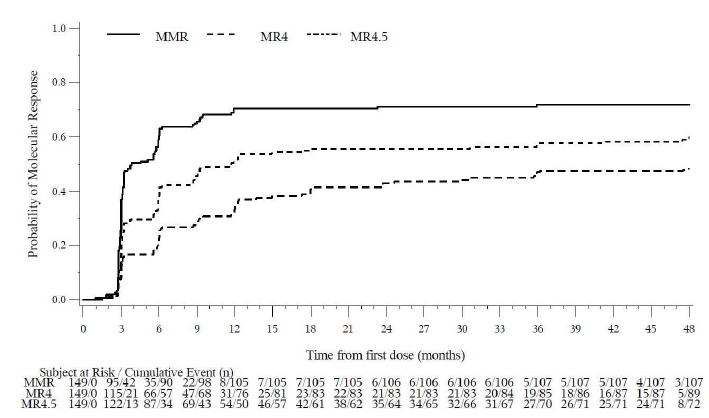 MMR MR4 MR4.5
1.0
0.8
0.6
0.4
0.2
0.0
Probability of Molecular Response
0 3 6 9 12 15 18 21 24 27 30 33 36 39 42 45 48
Time from first dose (months)
Subject at Risk / Cumulative Event (n)
MMR 149/0 95/42 35/90 22/98 8/105 7/105 7/105 7/105 6/106 6/106 6/106 6/106 5/107 5/107 5/107 4/107 3/107
MR4 149/0 115/21 66/57 47/68 31/76 25/81 23/83 22/83 21/83 21/83 21/83 20/84 19/85 18/86 16/87 15/87 5/89
MR4.5 149/0 122/13 87/34 69/43 54/50 46/57 42/61 38/62 35/64 34/65 32/66 31/67 27/70 26/71 25/71 24/71 8/72